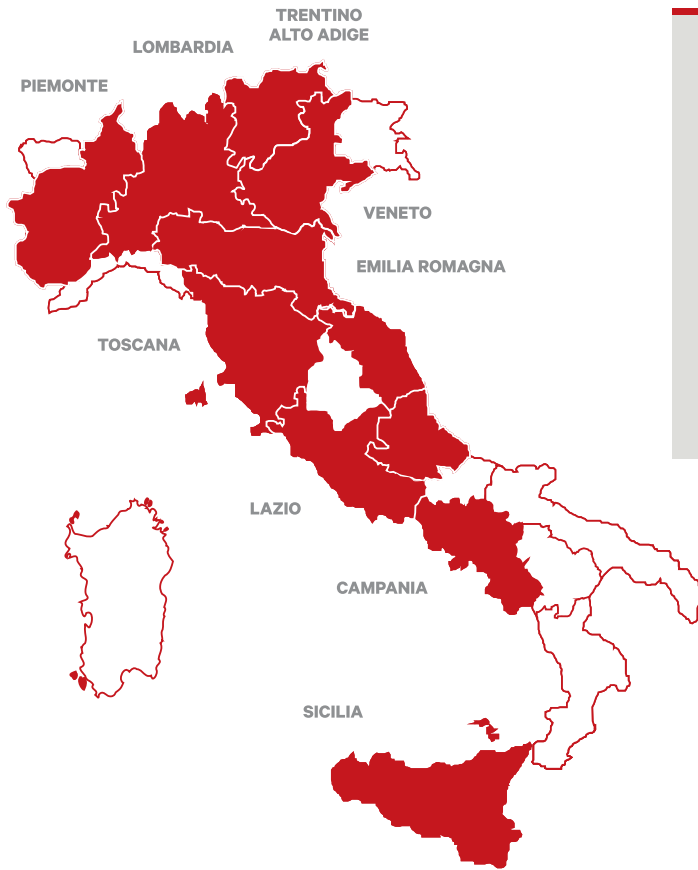 TRENTINO
ALTO ADIGE
LOMBARDIA
PIEMONTE
VENETO
EMILIA ROMAGNA
TOSCANA
LAZIO
CAMPANIA
SICILIA